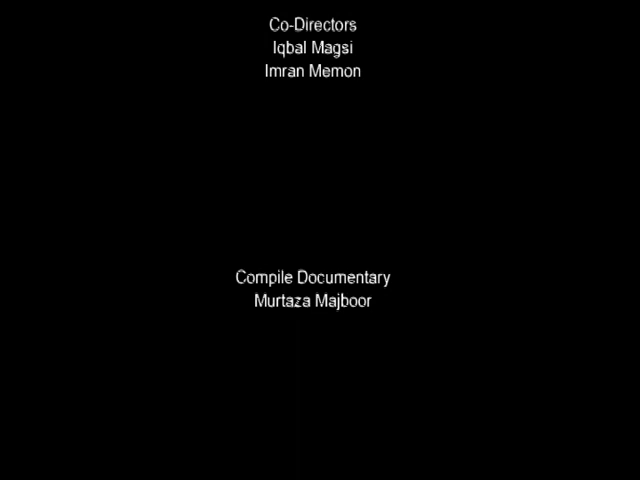 Co-Directors
Iqbal Magsi
Imran Memon
Compile Documentary
Murtaza Majboor